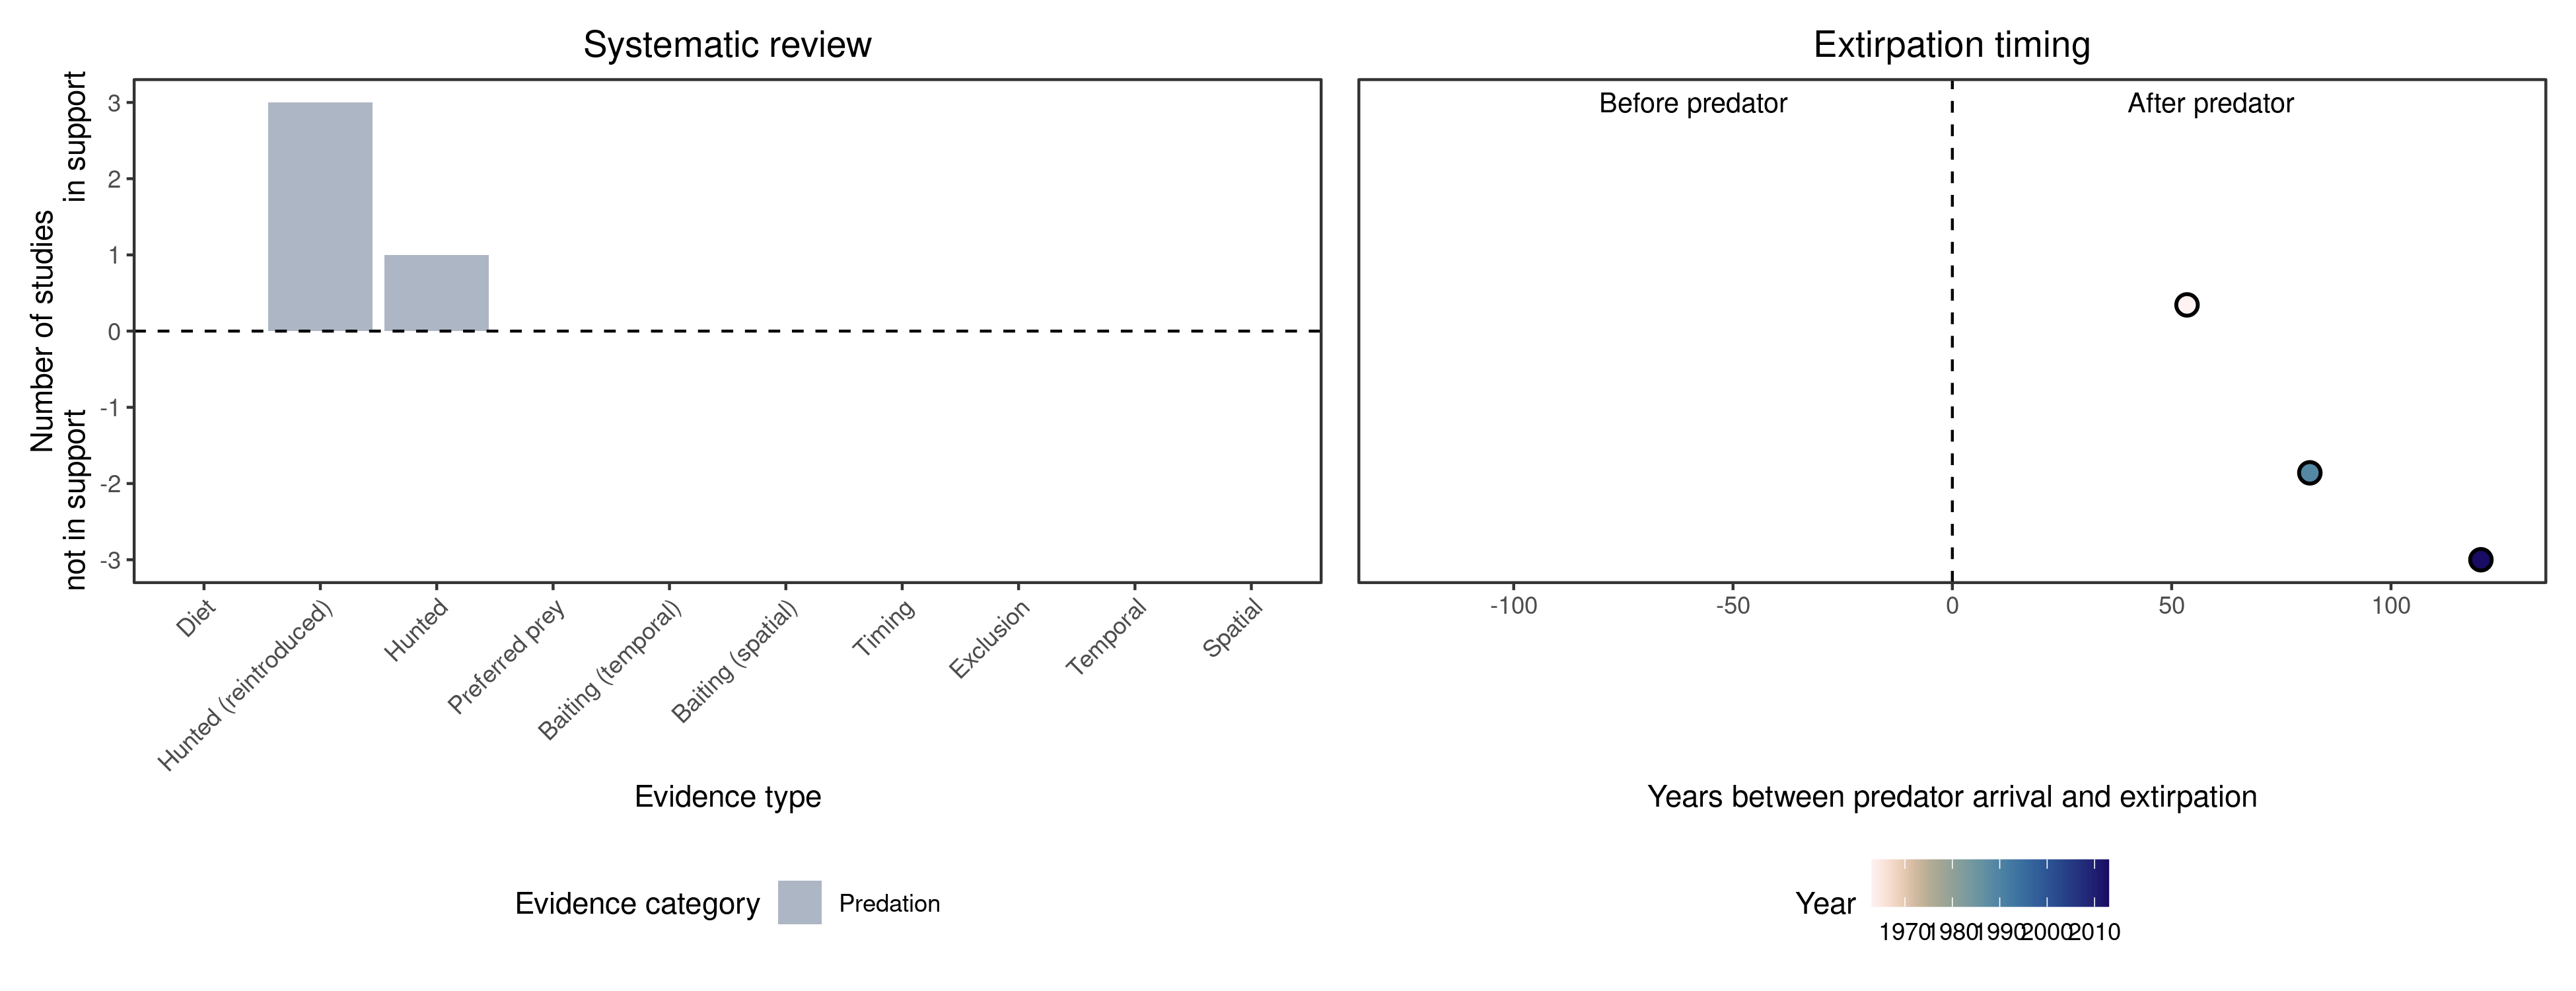 Systematic review
Number of studies
in support
not in support
3
2
1
0
-1
-2
-3
Diet
Hunted (reintroduced)
Hunted
Preferred prey
Baiting (temporal)
Baiting (spatial)
Timing
Exclusion
Temporal
Spatial
Evidence type
Evidence category
Predation
Extirpation timing
Before predator
After predator
-100
-50
0
50
100
Years between predator arrival and extirpation
Year
1970
1980
1990
2000
2010